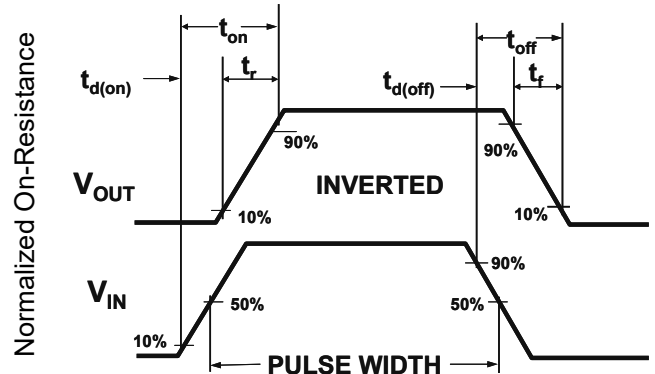 Normalized On-Resistance
t_on
t_off
t_d(on)
t_r
t_d(off)
t_f
90%
90%
V_OUT
INVERTED
10%
10%
90%
V_IN
50%
50%
10%
PULSE WIDTH